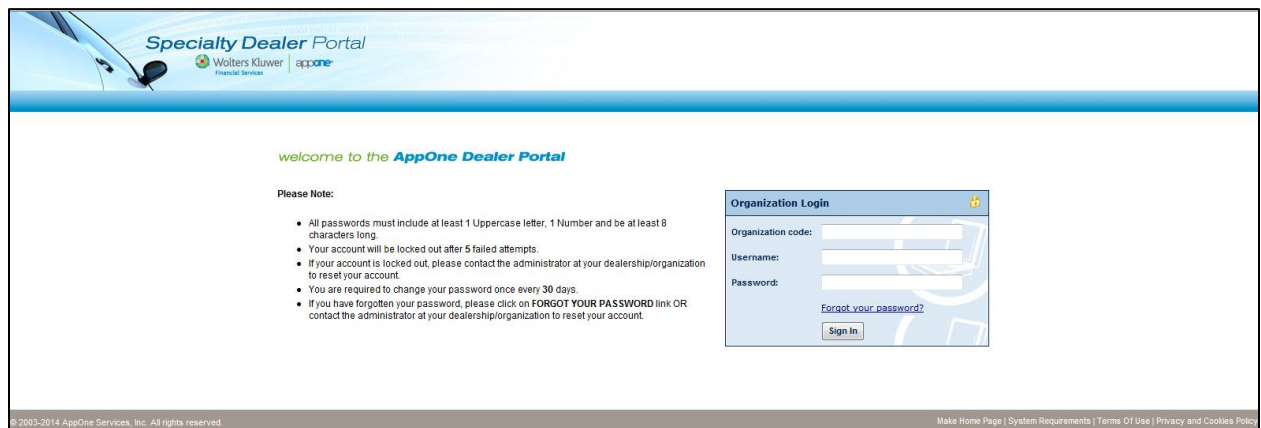 Specialty Dealer Portal
Wolters Kluwer
Financial Services
appone
welcome to the AppOne Dealer Portal
Please Note:
All passwords must include at least 1 Uppercase letter, 1 Number and be at least 8
characters long.
Your account will be locked out after 5 failed attempts.
If your account is locked out, please contact the administrator at your dealership/organization
to reset your account.
You are required to change your password once every 30 days.
If you have forgotten your password, please click on FORGOT YOUR PASSWORD link OR
contact the administrator at your dealership/organization to reset your account.
Organization Login
Organization code:
Username:
Password:
Forgot your password?
Sign In
© 2003-2014 AppOne Services, Inc. All rights reserved.
Make Home Page | System Requirements | Terms Of Use | Privacy and Cookies Policy